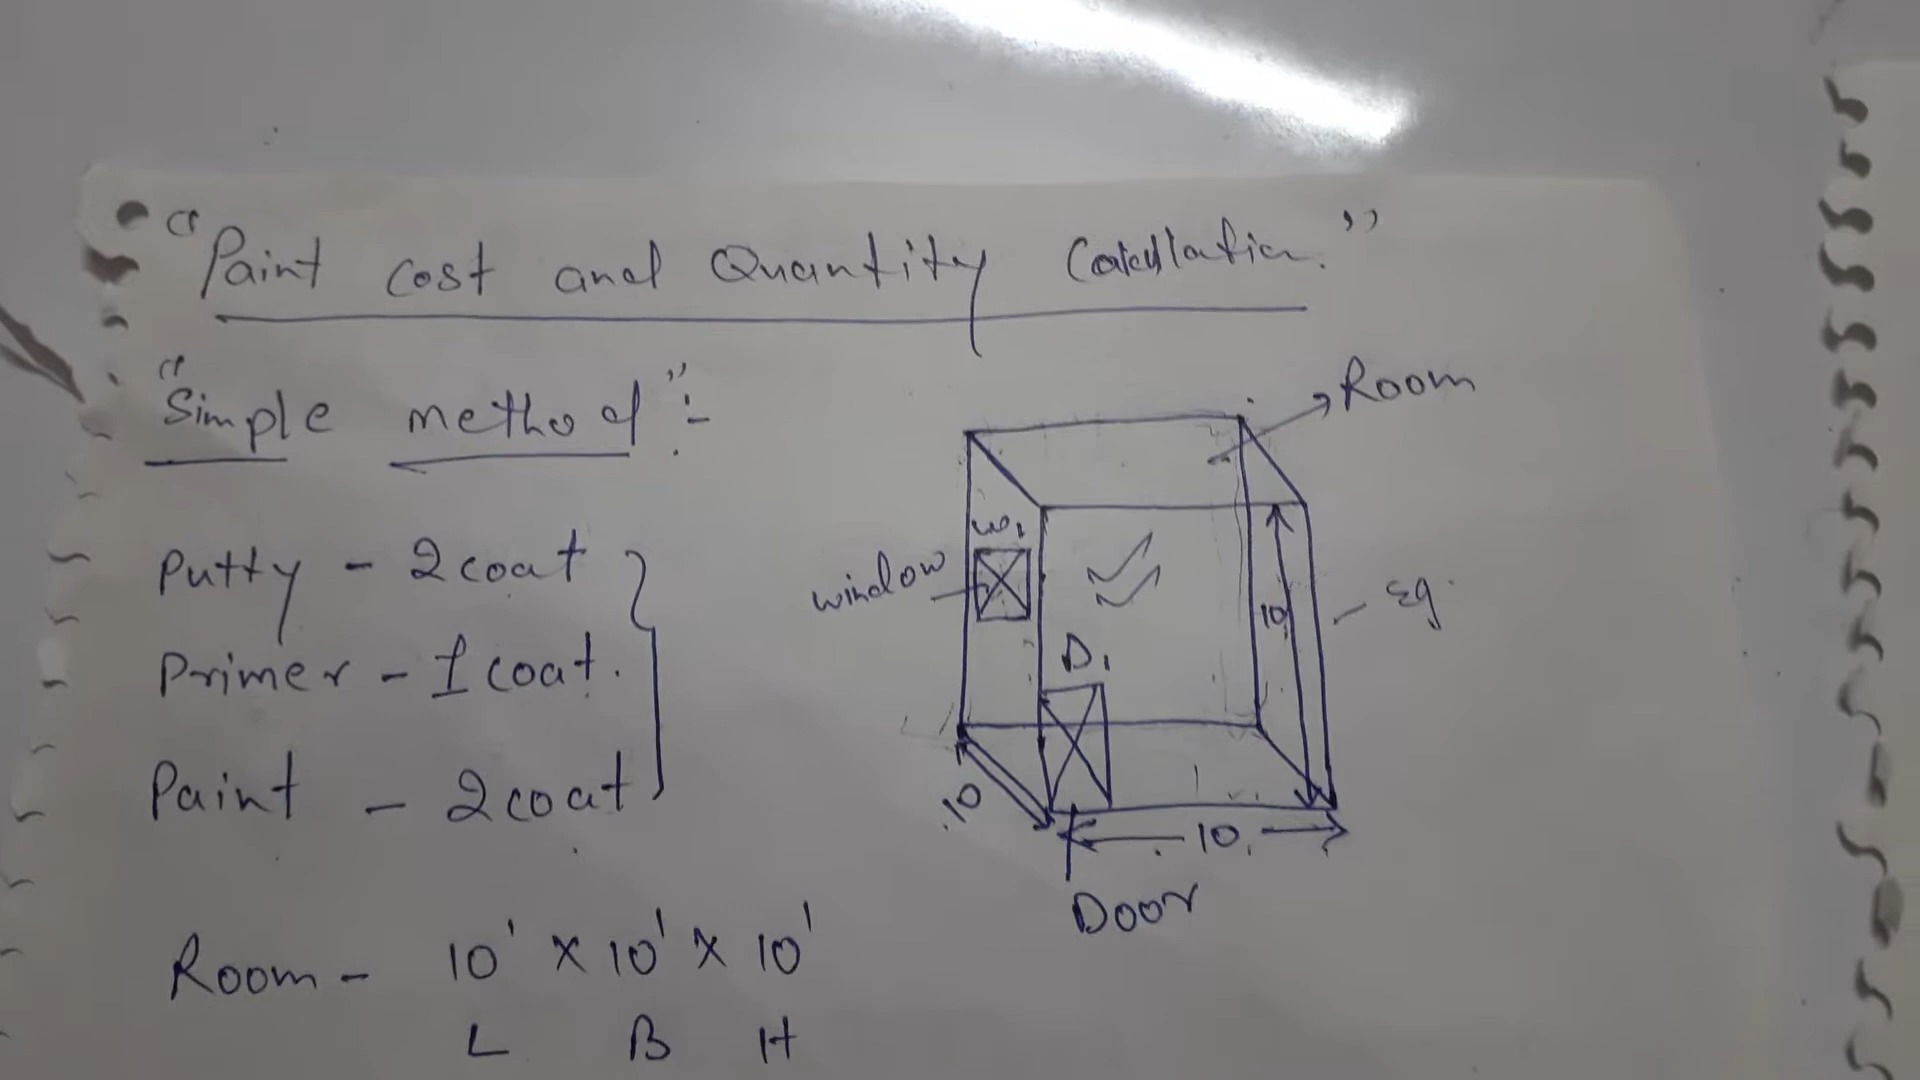 "Paint cost and Quantity Calculation."
"Simple method":-
Putty - 2 coat
Primer - 1 coat.
Paint - 2 coat
Room - 10' x 10' x 10'
L B H
Room
W1
window
D1
10
Eg.
10
10
Door